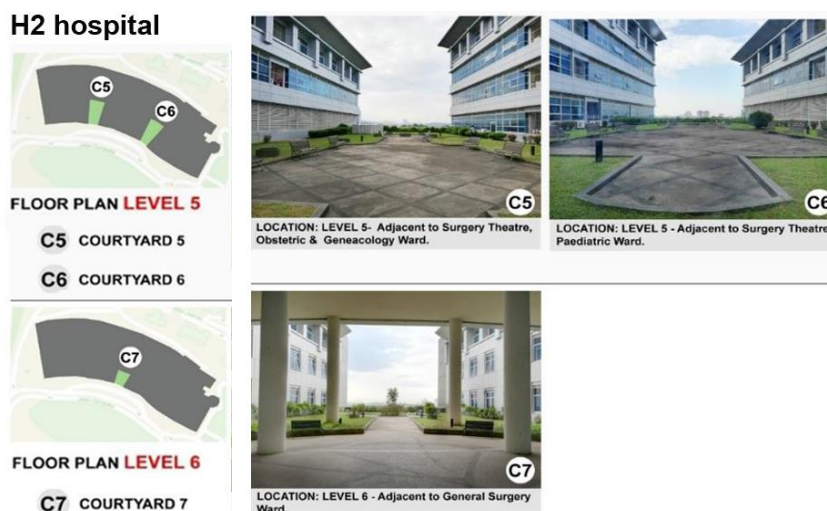 H2 hospital
C5
C6
FLOOR PLAN LEVEL 5
C5 COURTYARD 5
C6 COURTYARD 6
C5
LOCATION: LEVEL 5- Adjacent to Surgery Theatre,
Obstetric & Geneacology Ward.
C6
LOCATION: LEVEL 5 - Adjacent to Surgery Theatre
Paediatric Ward.
C7
FLOOR PLAN LEVEL 6
C7 COURTYARD 7
C7
LOCATION: LEVEL 6 - Adjacent to General Surgery
Ward